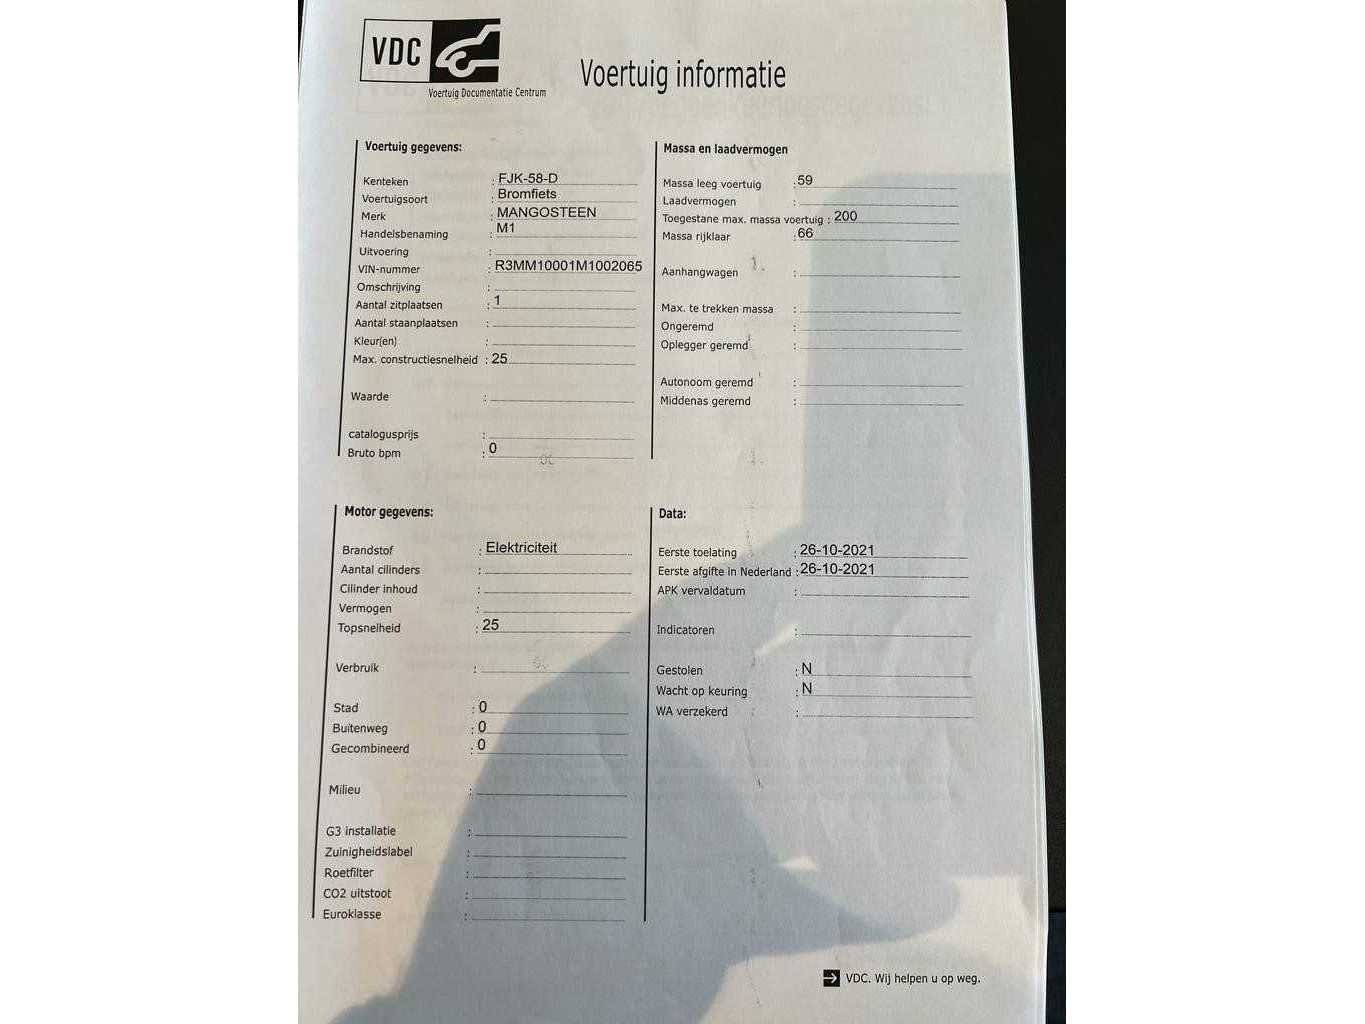 VDC
Voertuig Documentatie Centrum
Voertuig informatie
Voertuig gegevens:
Kenteken : FJK-58-D
Voertuigsoort : Bromfiets
Merk : MANGOSTEEN
Handelsbenaming : M1
Uitvoering :
VIN-nummer : R3MM10001M1002065
Omschrijving :
Aantal zitplaatsen : 1
Aantal staanplaatsen :
Kleur(en) :
Max. constructiesnelheid : 25
Waarde :
catalogusprijs :
Bruto bpm : 0
Massa en laadvermogen
Massa leeg voertuig : 59
Laadvermogen :
Toegestane max. massa voertuig : 200
Massa rijklaar : 66
Aanhangwagen :
Max. te trekken massa :
Ongeremd :
Oplegger geremd :
Autonoom geremd :
Middenas geremd :
Motor gegevens:
Brandstof : Elektriciteit
Aantal cilinders :
Cilinder inhoud :
Vermogen :
Topsnelheid : 25
Verbruik :
Stad : 0
Buitenweg : 0
Gecombineerd : 0
Milieu :
G3 installatie :
Zuinigheidslabel :
Roetfilter :
CO2 uitstoot :
Euroklasse :
Data:
Eerste toelating : 26-10-2021
Eerste afgifte in Nederland : 26-10-2021
APK vervaldatum :
Indicatoren :
Gestolen : N
Wacht op keuring : N
WA verzekerd :
VDC. Wij helpen u op weg.